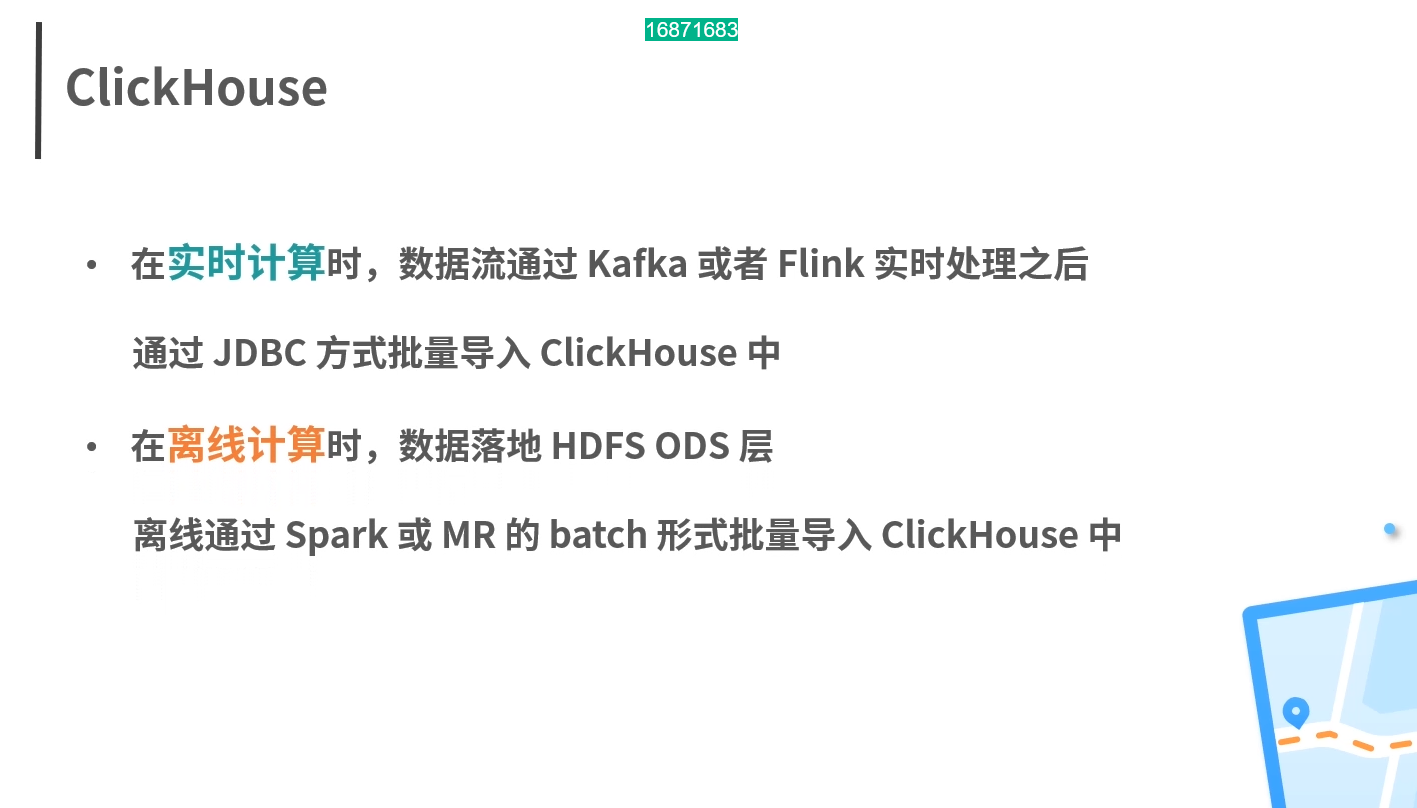 16871683
ClickHouse
• 在实时计算时，数据流通过 Kafka 或者 Flink 实时处理之后
通过 JDBC 方式批量导入 ClickHouse 中
• 在离线计算时，数据落地 HDFS ODS 层
离线通过 Spark 或 MR 的 batch 形式批量导入 ClickHouse 中